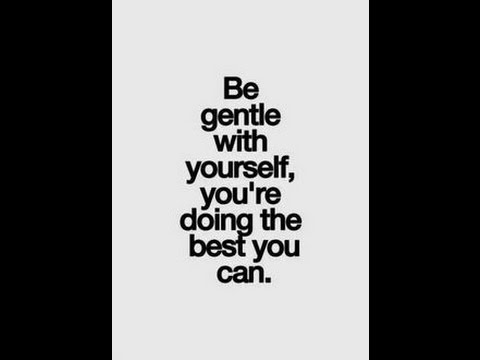 Be
gentle
with
yourself,
you're
doing the
best you
can.